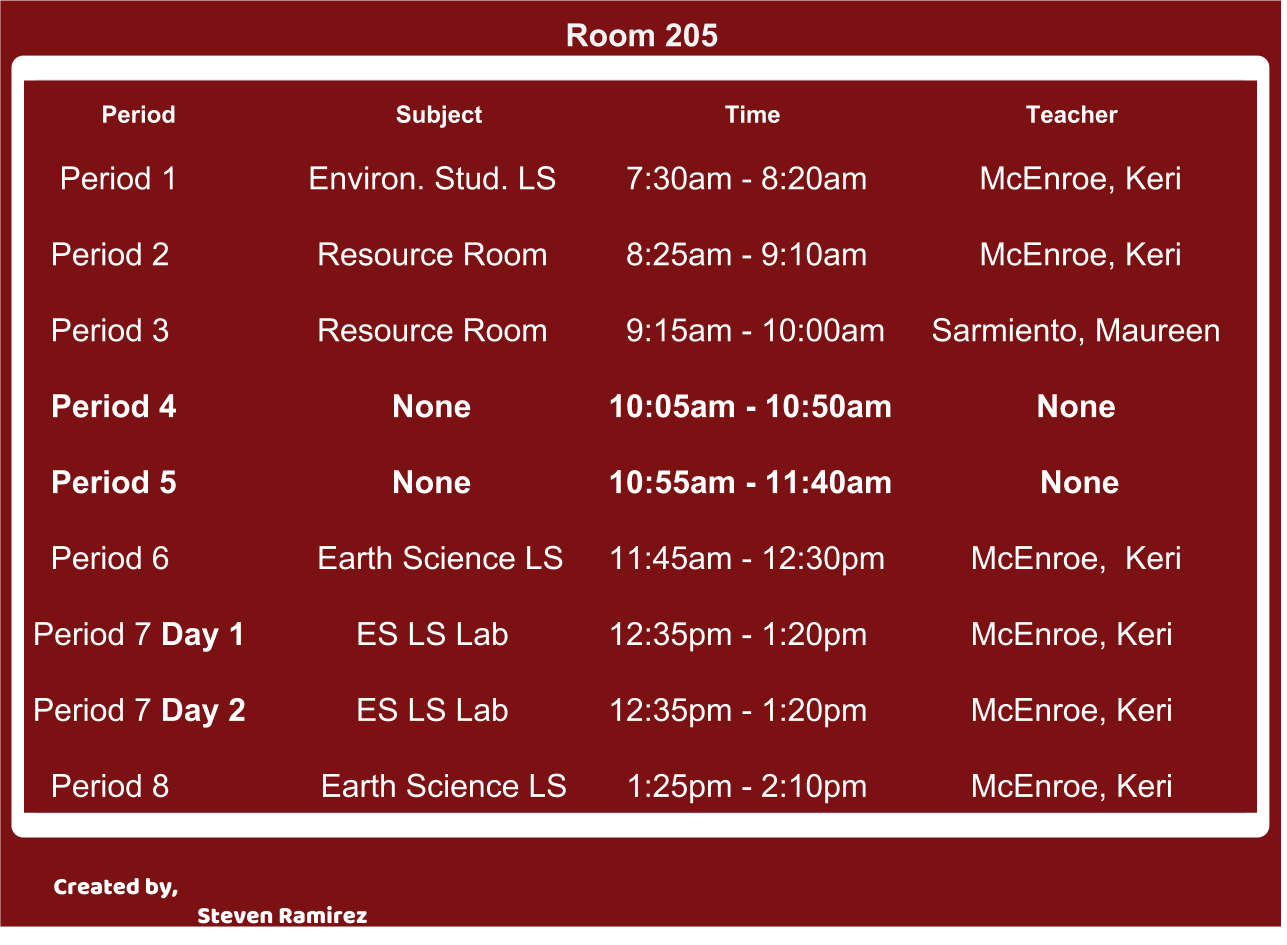 Room 205
Period Subject Time Teacher
Period 1 Environ. Stud. LS 7:30am - 8:20am McEnroe, Keri
Period 2 Resource Room 8:25am - 9:10am McEnroe, Keri
Period 3 Resource Room 9:15am - 10:00am Sarmiento, Maureen
Period 4 None 10:05am - 10:50am None
Period 5 None 10:55am - 11:40am None
Period 6 Earth Science LS 11:45am - 12:30pm McEnroe, Keri
Period 7 Day 1 ES LS Lab 12:35pm - 1:20pm McEnroe, Keri
Period 7 Day 2 ES LS Lab 12:35pm - 1:20pm McEnroe, Keri
Period 8 Earth Science LS 1:25pm - 2:10pm McEnroe, Keri
Created by,
Steven Ramirez